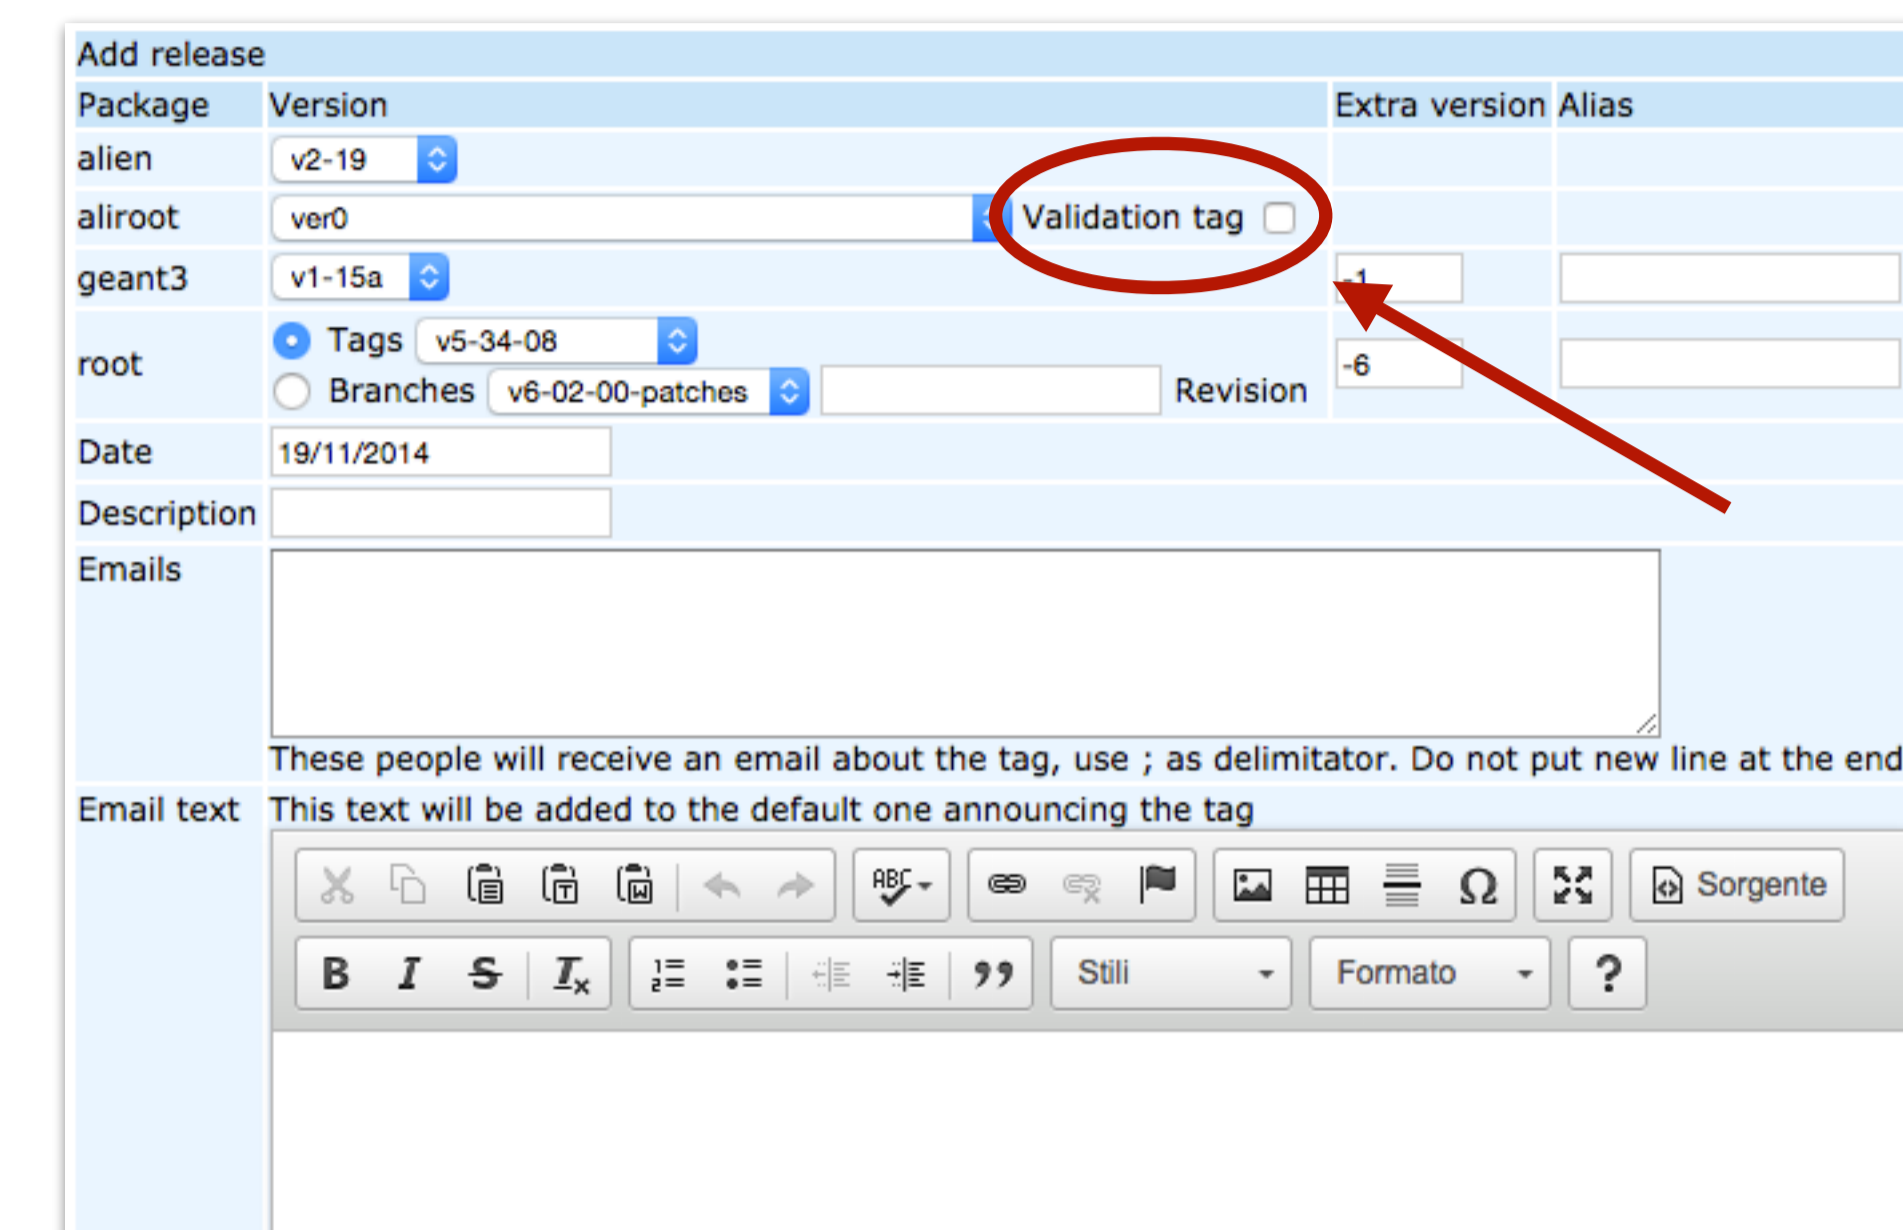 Add release
Package Version Extra version Alias
alien v2-19
aliroot ver0 Validation tag
geant3 v1-15a -1
root Tags v5-34-08 -6
Branches v6-02-00-patches Revision
Date 19/11/2014
Description
Emails
These people will receive an email about the tag, use ; as delimitator. Do not put new line at the end
Email text This text will be added to the default one announcing the tag
ABC Ω Sorgente
B I S Tx Stili Formato ?